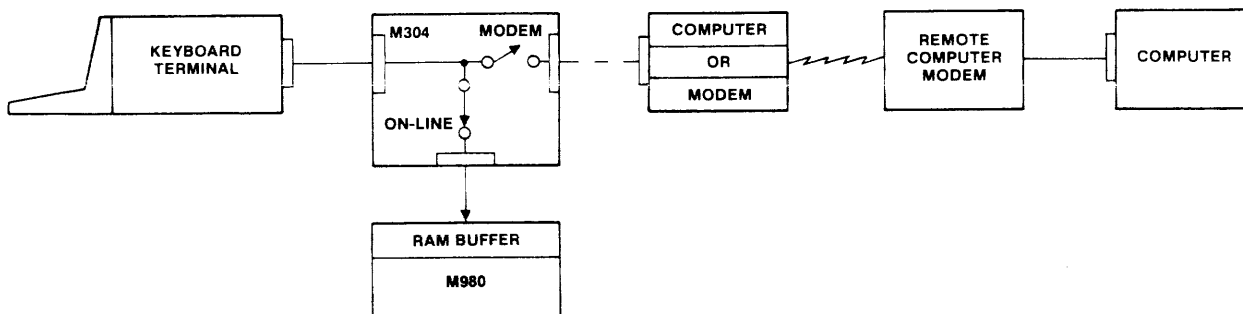 KEYBOARD
TERMINAL
M304
MODEM
ON-LINE
RAM BUFFER
M980
COMPUTER
OR
MODEM
REMOTE
COMPUTER
MODEM
COMPUTER